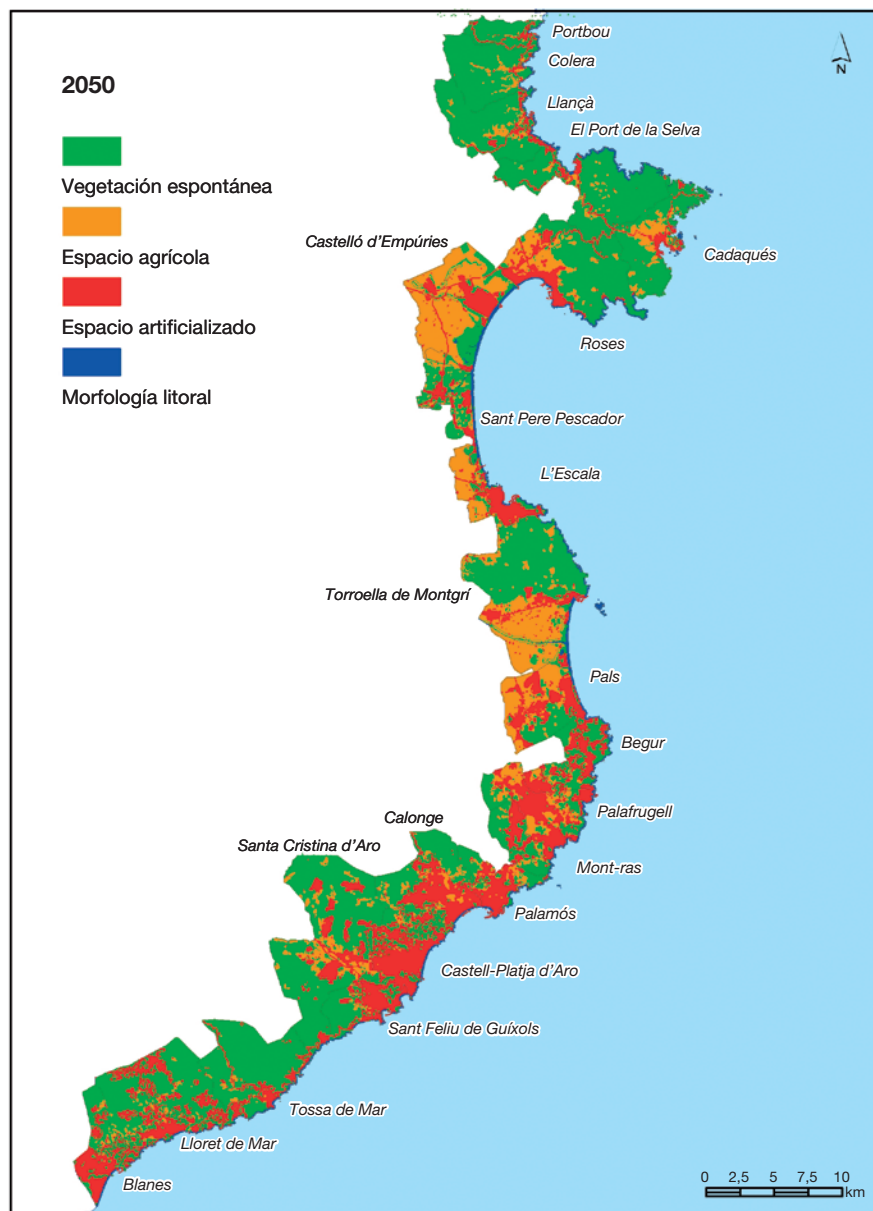 2050
Vegetación espontánea
Espacio agrícola
Espacio artificializado
Morfología litoral
Portbou
Colera
Llançà
El Port de la Selva
Castelló d'Empúries
Cadaqués
Roses
Sant Pere Pescador
L'Escala
Torroella de Montgrí
Pals
Begur
Palafrugell
Calonge
Santa Cristina d'Aro
Mont-ras
Palamós
Castell-Platja d'Aro
Sant Feliu de Guíxols
Tossa de Mar
Lloret de Mar
Blanes
N
0 2,5 5 7,5 10
km